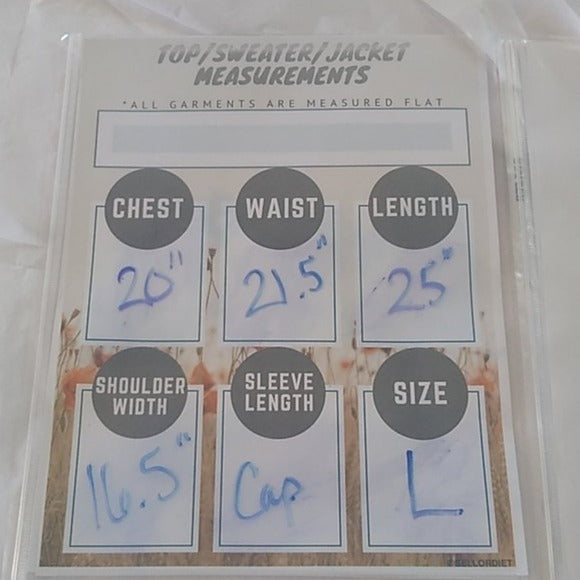 TOP/SWEATER/JACKET
MEASUREMENTS
*ALL GARMENTS ARE MEASURED FLAT
CHEST
WAIST
LENGTH
20"
21.5"
25"
SHOULDER
WIDTH
SLEEVE
LENGTH
SIZE
16.5"
Cap
L
@SELLORDIET